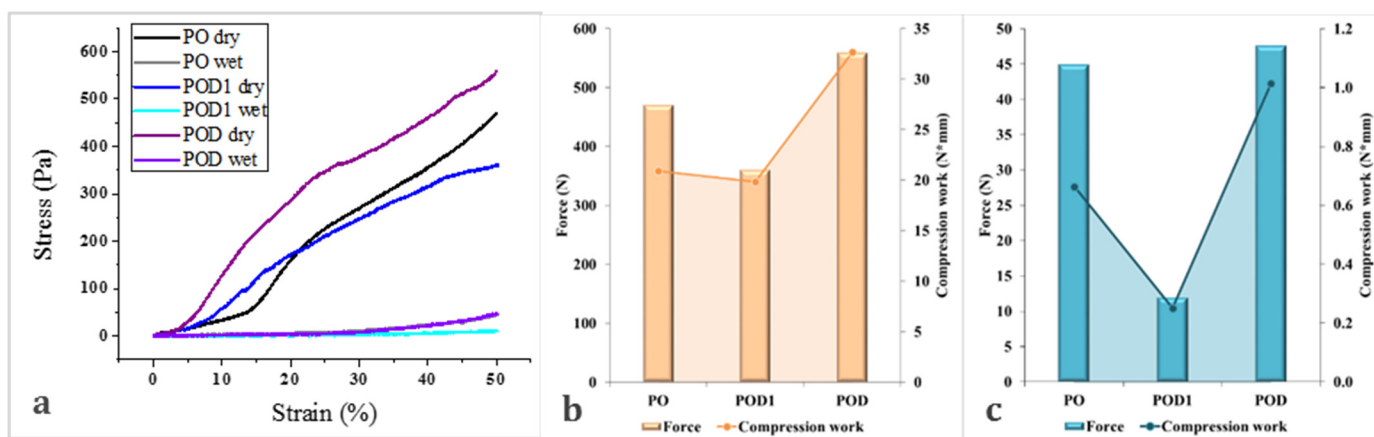 PO dry
PO wet
POD1 dry
POD1 wet
POD dry
POD wet
600
500
400
300
200
100
0
Stress (Pa)
0 10 20 30 40 50
Strain (%)
a
600
500
400
300
200
100
0
Force (N)
35
30
25
20
15
10
5
0
Compression work (N*mm)
PO POD1 POD
Force Compression work
b
50
45
40
35
30
25
20
15
10
5
0
Force (N)
1.2
1.0
0.8
0.6
0.4
0.2
0.0
Compression work (N*mm)
PO POD1 POD
Force Compression work
c